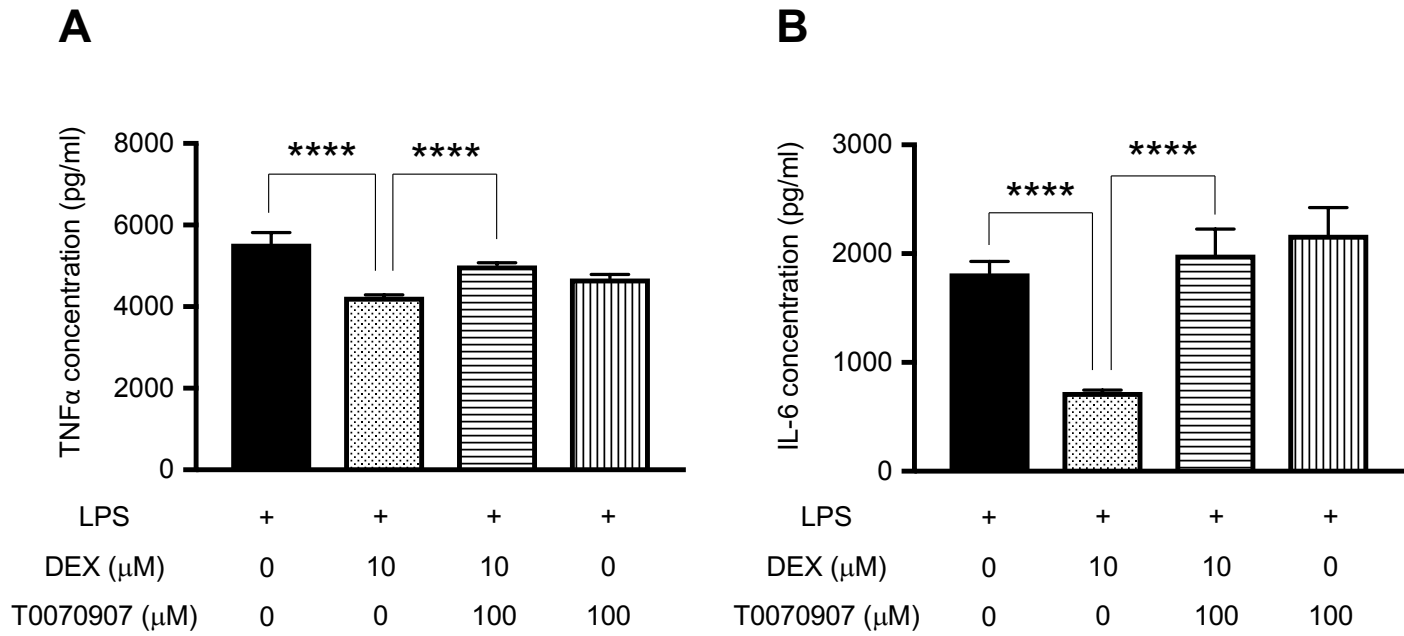 A
TNFα concentration (pg/ml)
8000
6000
4000
2000
0
****
****
LPS + + + +
DEX (μM) 0 10 10 0
T0070907 (μM) 0 0 100 100
B
IL-6 concentration (pg/ml)
3000
2000
1000
0
****
****
LPS + + + +
DEX (μM) 0 10 10 0
T0070907 (μM) 0 0 100 100